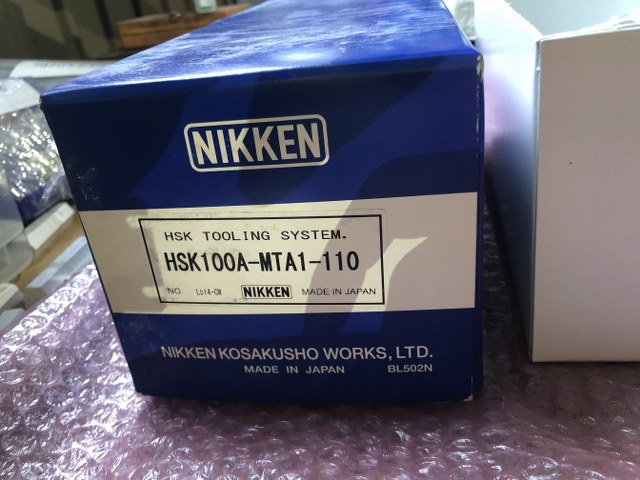 NIKKEN
HSK TOOLING SYSTEM.
HSK100A-MTA1-110
NO. NIKKEN MADE IN JAPAN
NIKKEN KOSAKUSHO WORKS, LTD.
MADE IN JAPAN BL502N